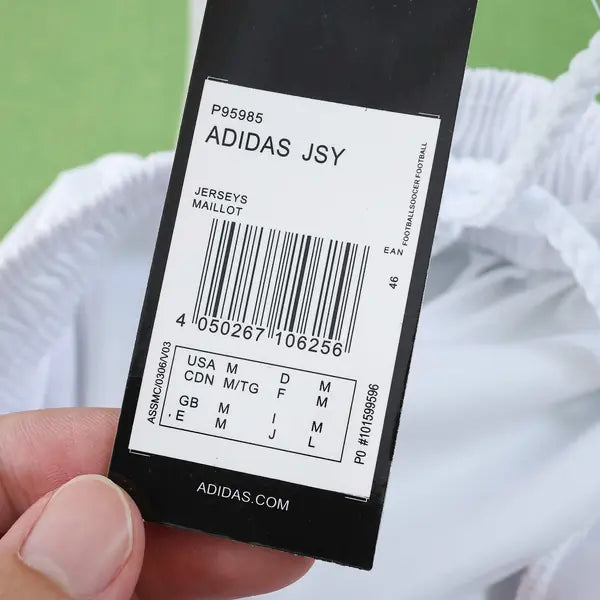 P95985
ADIDAS JSY
JERSEYS
MAILLOT
FOOTBALLSOCCER FOOTBALL
EAN
46
4 050267 106256
ASSMC/0306/V03
USA M D M
CDN M/TG F M
GB M I M
, E M J L
PO #101599596
ADIDAS.COM